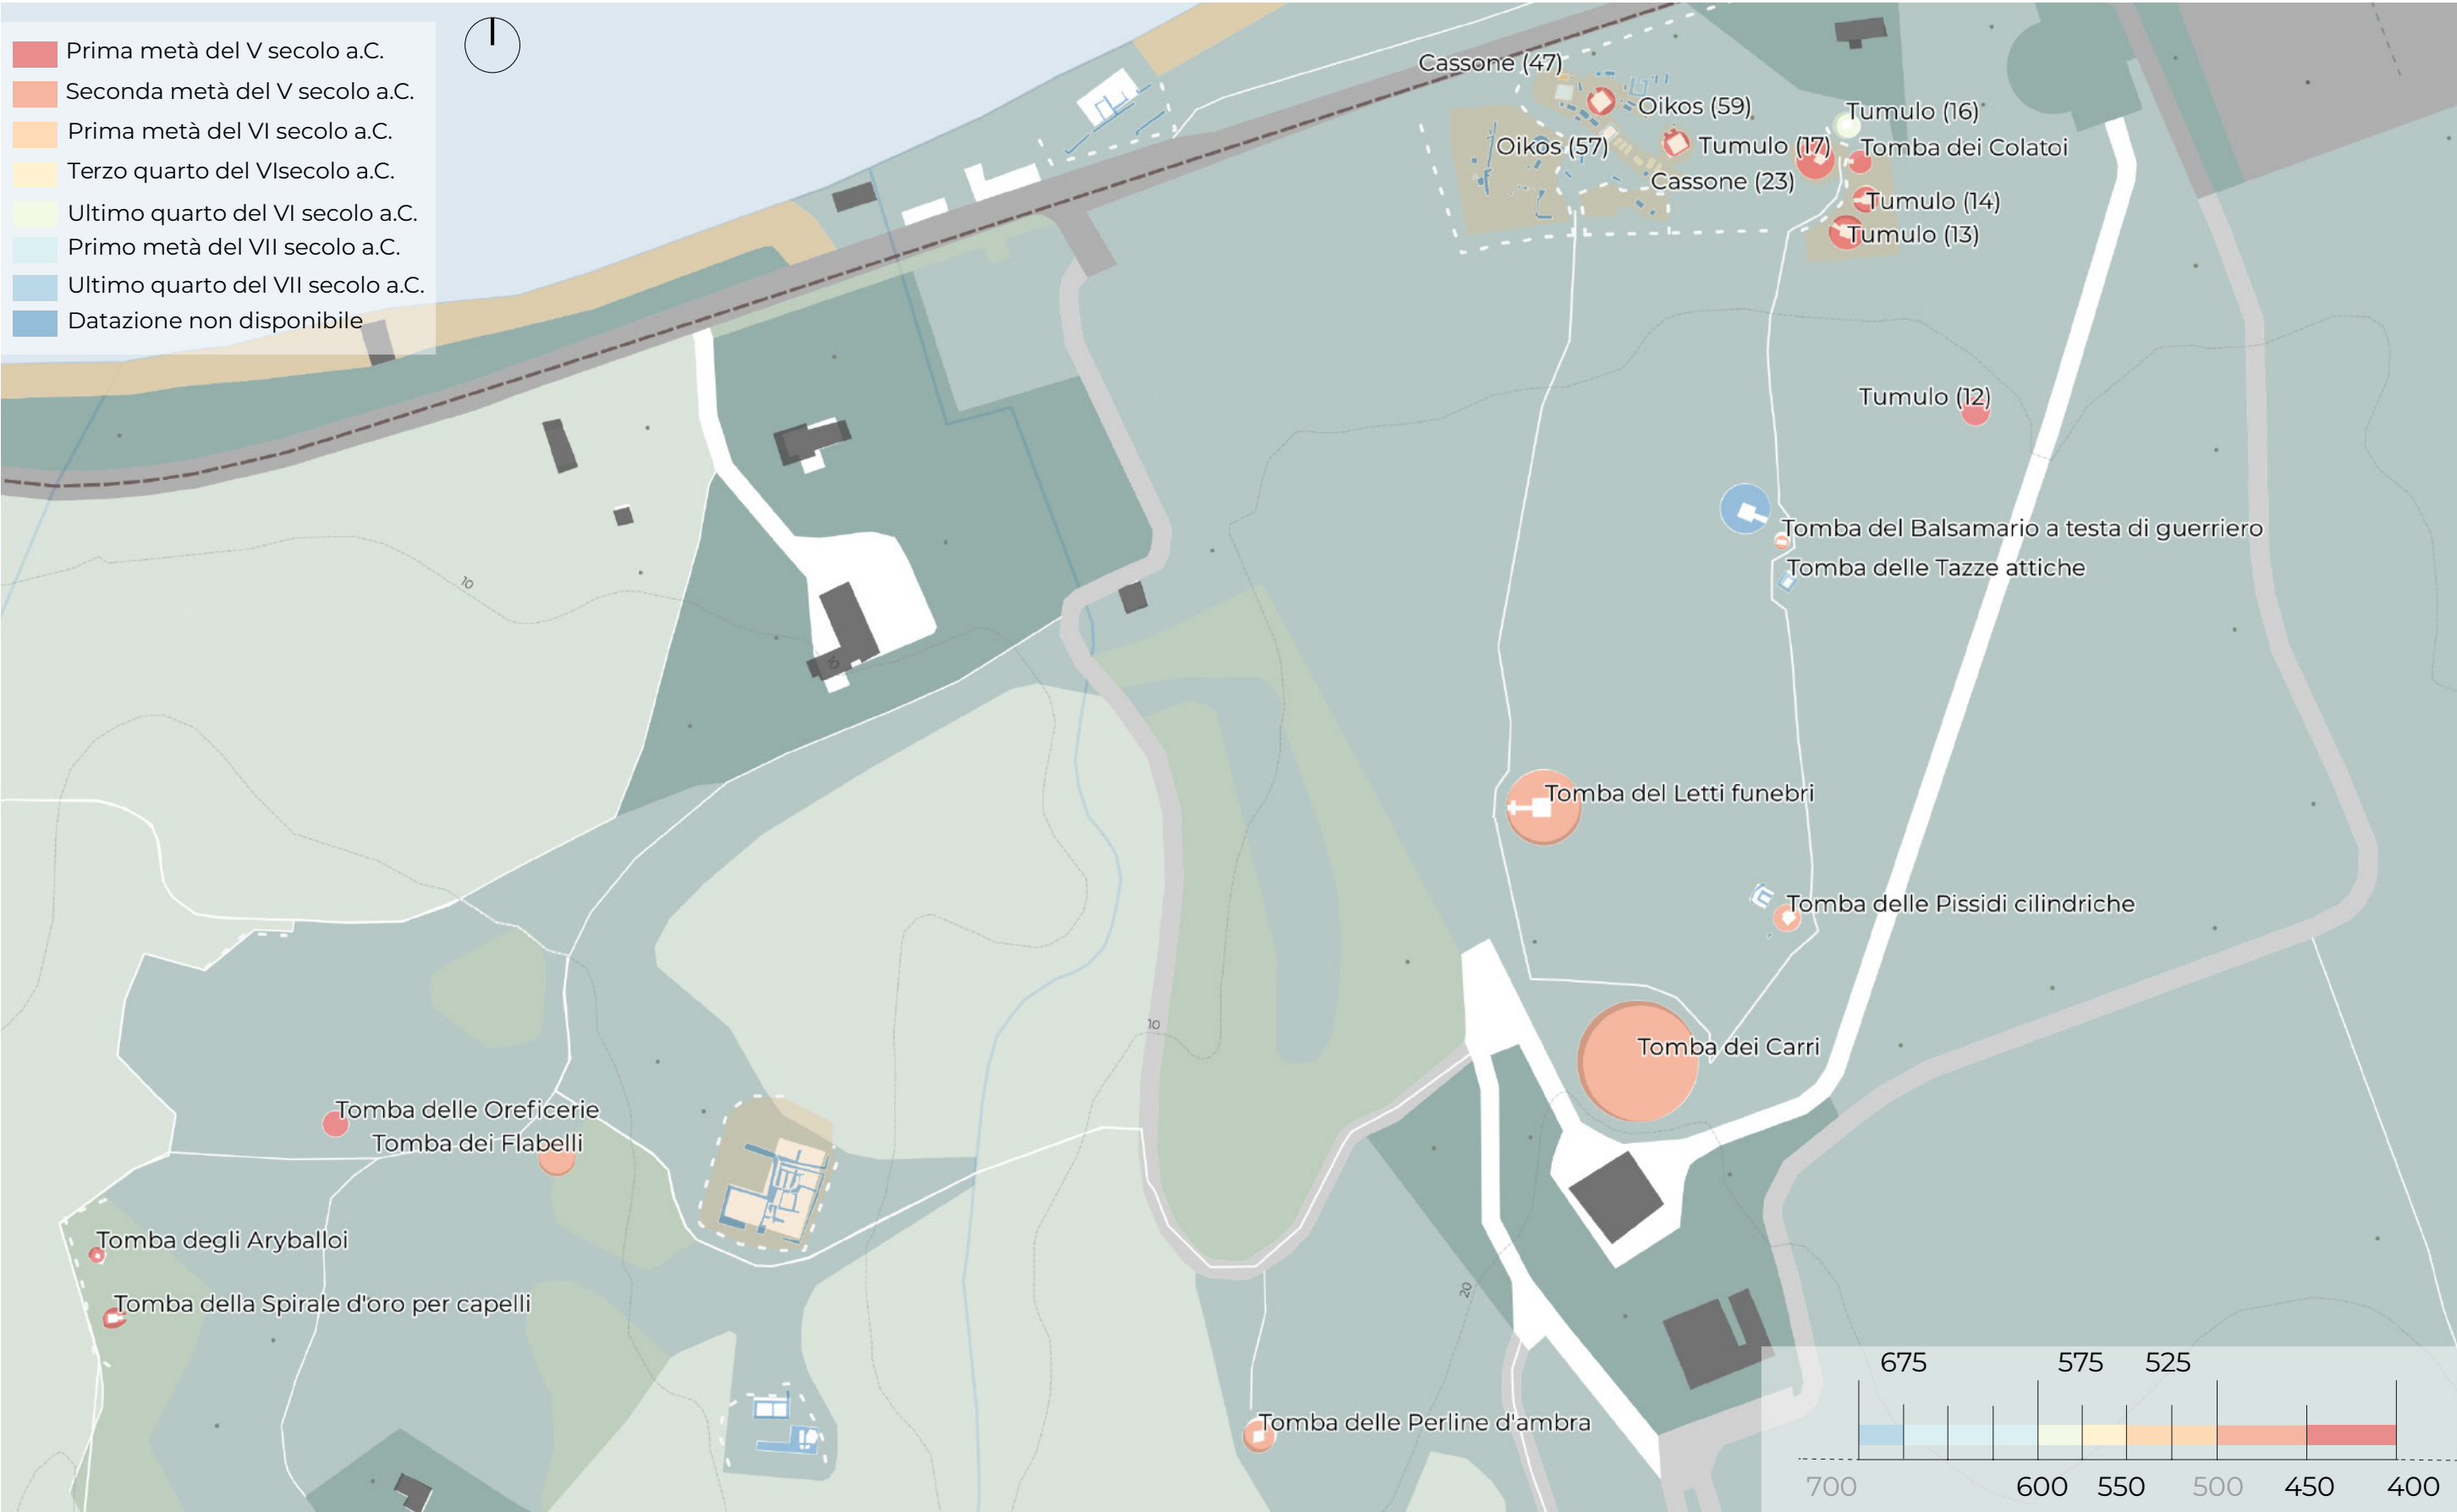 Prima metà del V secolo a.C.
Seconda metà del V secolo a.C.
Prima metà del VI secolo a.C.
Terzo quarto del VIsecolo a.C.
Ultimo quarto del VI secolo a.C.
Primo metà del VII secolo a.C.
Ultimo quarto del VII secolo a.C.
Datazione non disponibile
Cassone (47)
Oikos (59)
Tumulo (16)
Oikos (57)
Tumulo (17)
Tomba dei Colatoi
Cassone (23)
Tumulo (14)
Tumulo (13)
Tumulo (12)
Tomba del Balsamario a testa di guerriero
Tomba delle Tazze attiche
10
10
Tomba del Letti funebri
Tomba delle Pissidi cilindriche
10
Tomba dei Carri
Tomba delle Oreficerie
Tomba dei Flabelli
Tomba degli Aryballoi
20
Tomba della Spirale d'oro per capelli
Tomba delle Perline d'ambra
675 575 525
700 600 550 500 450 400